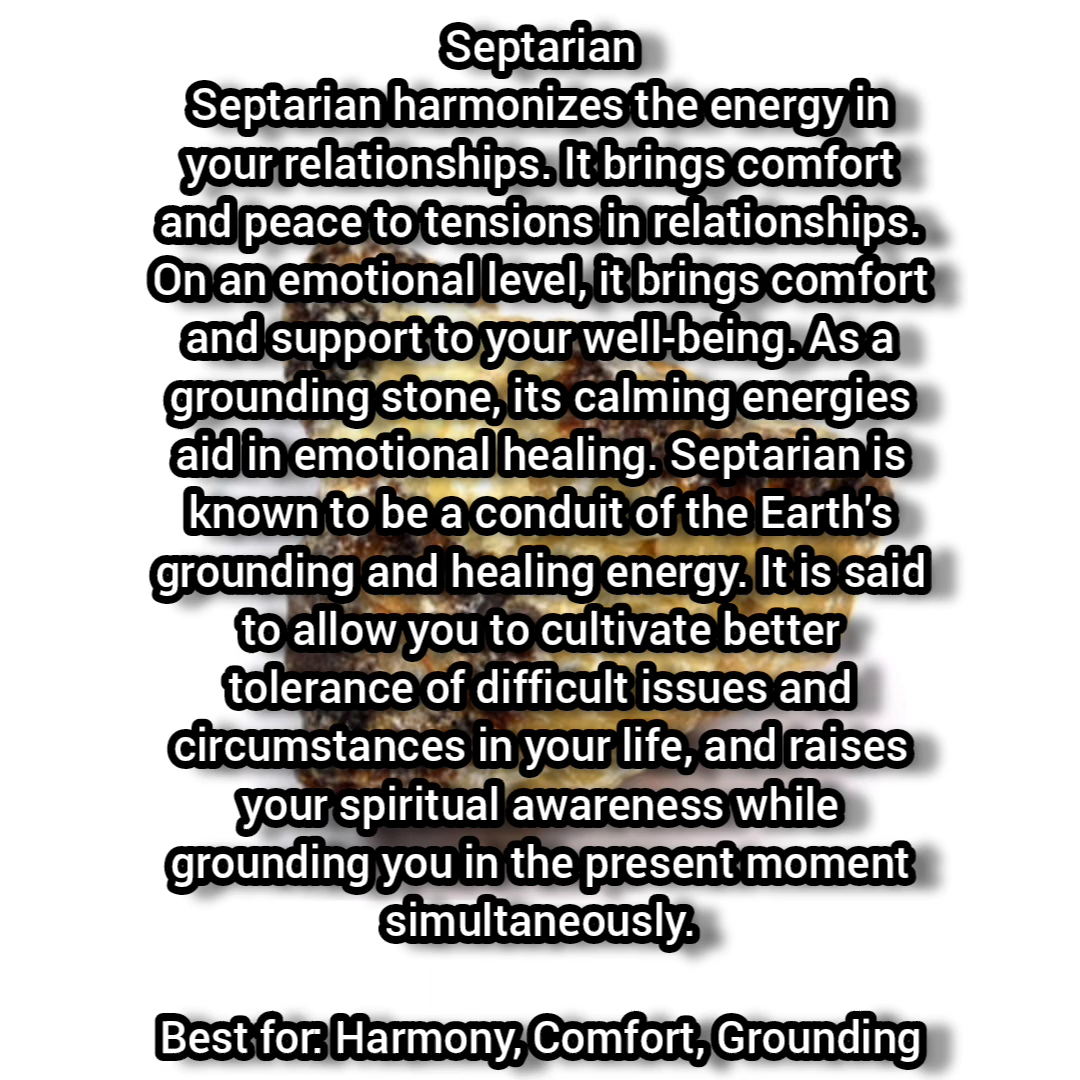 Septarian
Septarian harmonizes the energy in
your relationships. It brings comfort
and peace to tensions in relationships.
On an emotional level, it brings comfort
and support to your well-being. As a
grounding stone, its calming energies
aid in emotional healing. Septarian is
known to be a conduit of the Earth's
grounding and healing energy. It is said
to allow you to cultivate better
tolerance of difficult issues and
circumstances in your life, and raises
your spiritual awareness while
grounding you in the present moment
simultaneously.
Best for: Harmony, Comfort, Grounding